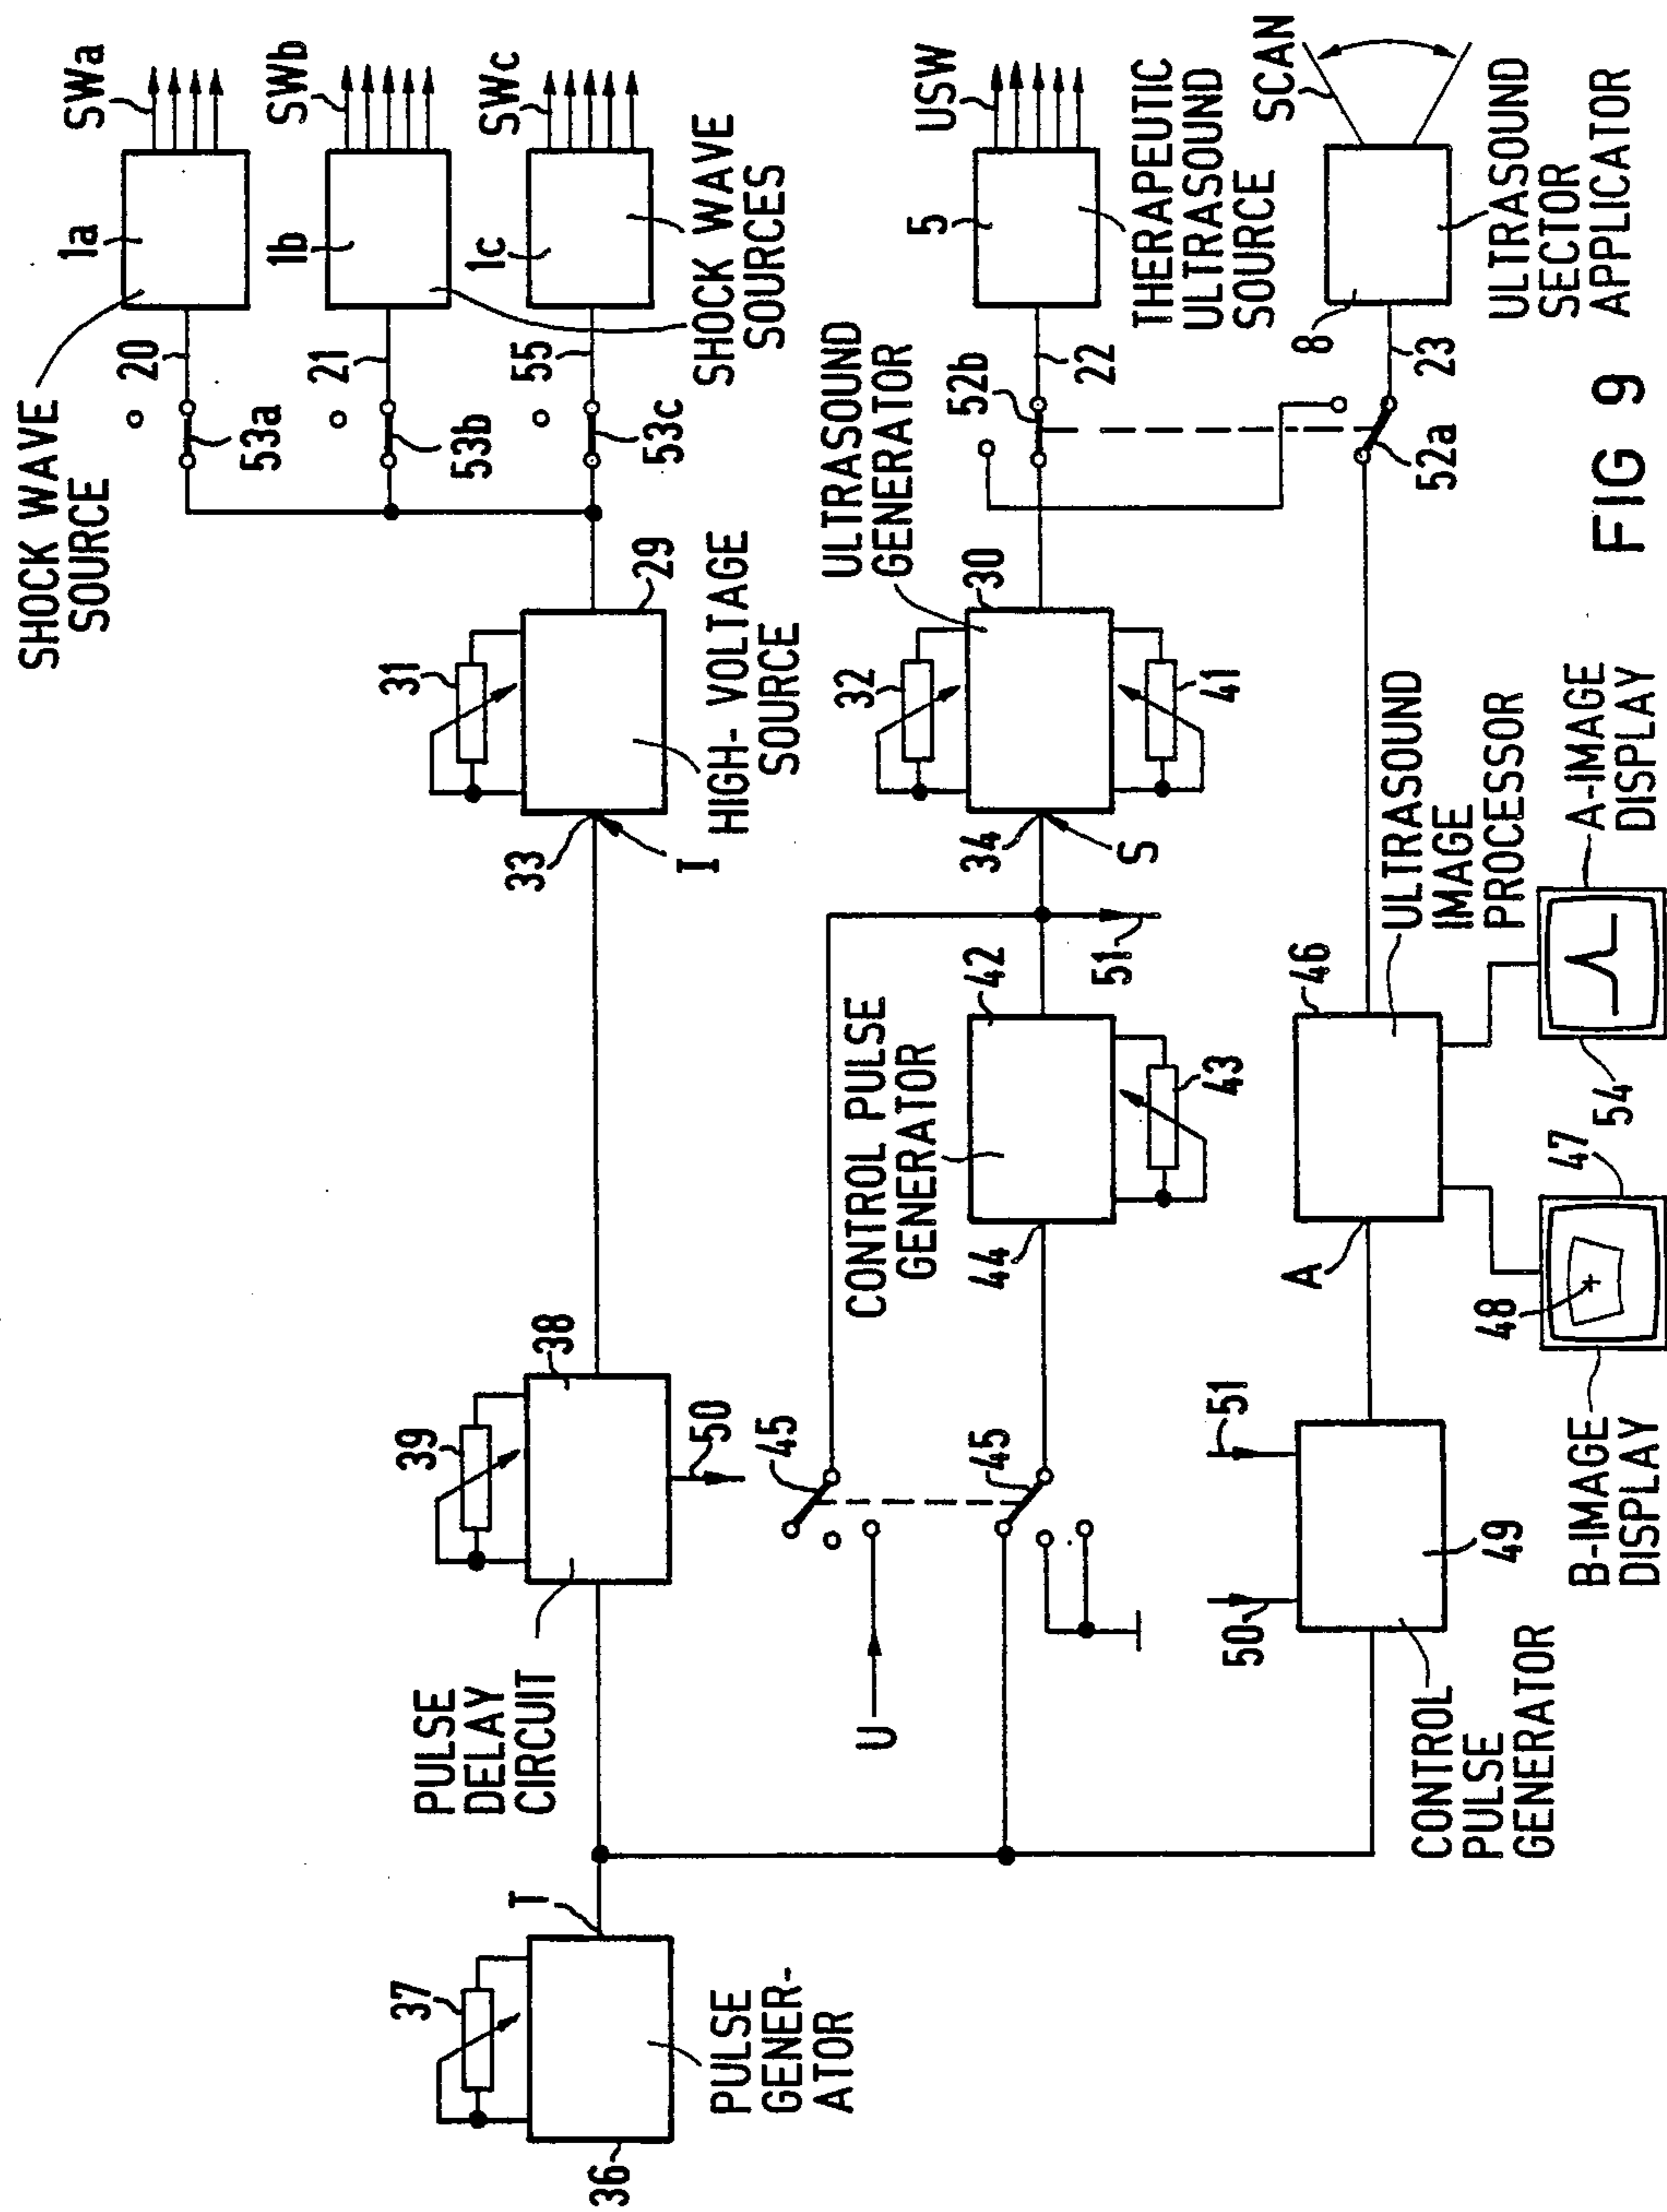 SHOCK WAVE
SOURCE
1a
SWa
20
53a
1b
SWb
21
53b
1c
SWc
55
53c
SHOCK WAVE
SOURCES
31
29
33
I
HIGH-VOLTAGE
SOURCE
39
38
50
PULSE
DELAY
CIRCUIT
37
36
T
PULSE
GENER-
ATOR
ULTRASOUND
GENERATOR
32
30
34
S
41
52b
22
5
USW
THERAPEUTIC
ULTRASOUND
SOURCE
CONTROL PULSE
GENERATOR
42
44
43
51
45
45
U
52a
23
8
SCAN
ULTRASOUND
SECTOR
APPLICATOR
46
A
ULTRASOUND
IMAGE
PROCESSOR
50
51
49
CONTROL
PULSE
GENERATOR
48
47
B-IMAGE
DISPLAY
54
A-IMAGE
DISPLAY
FIG 9